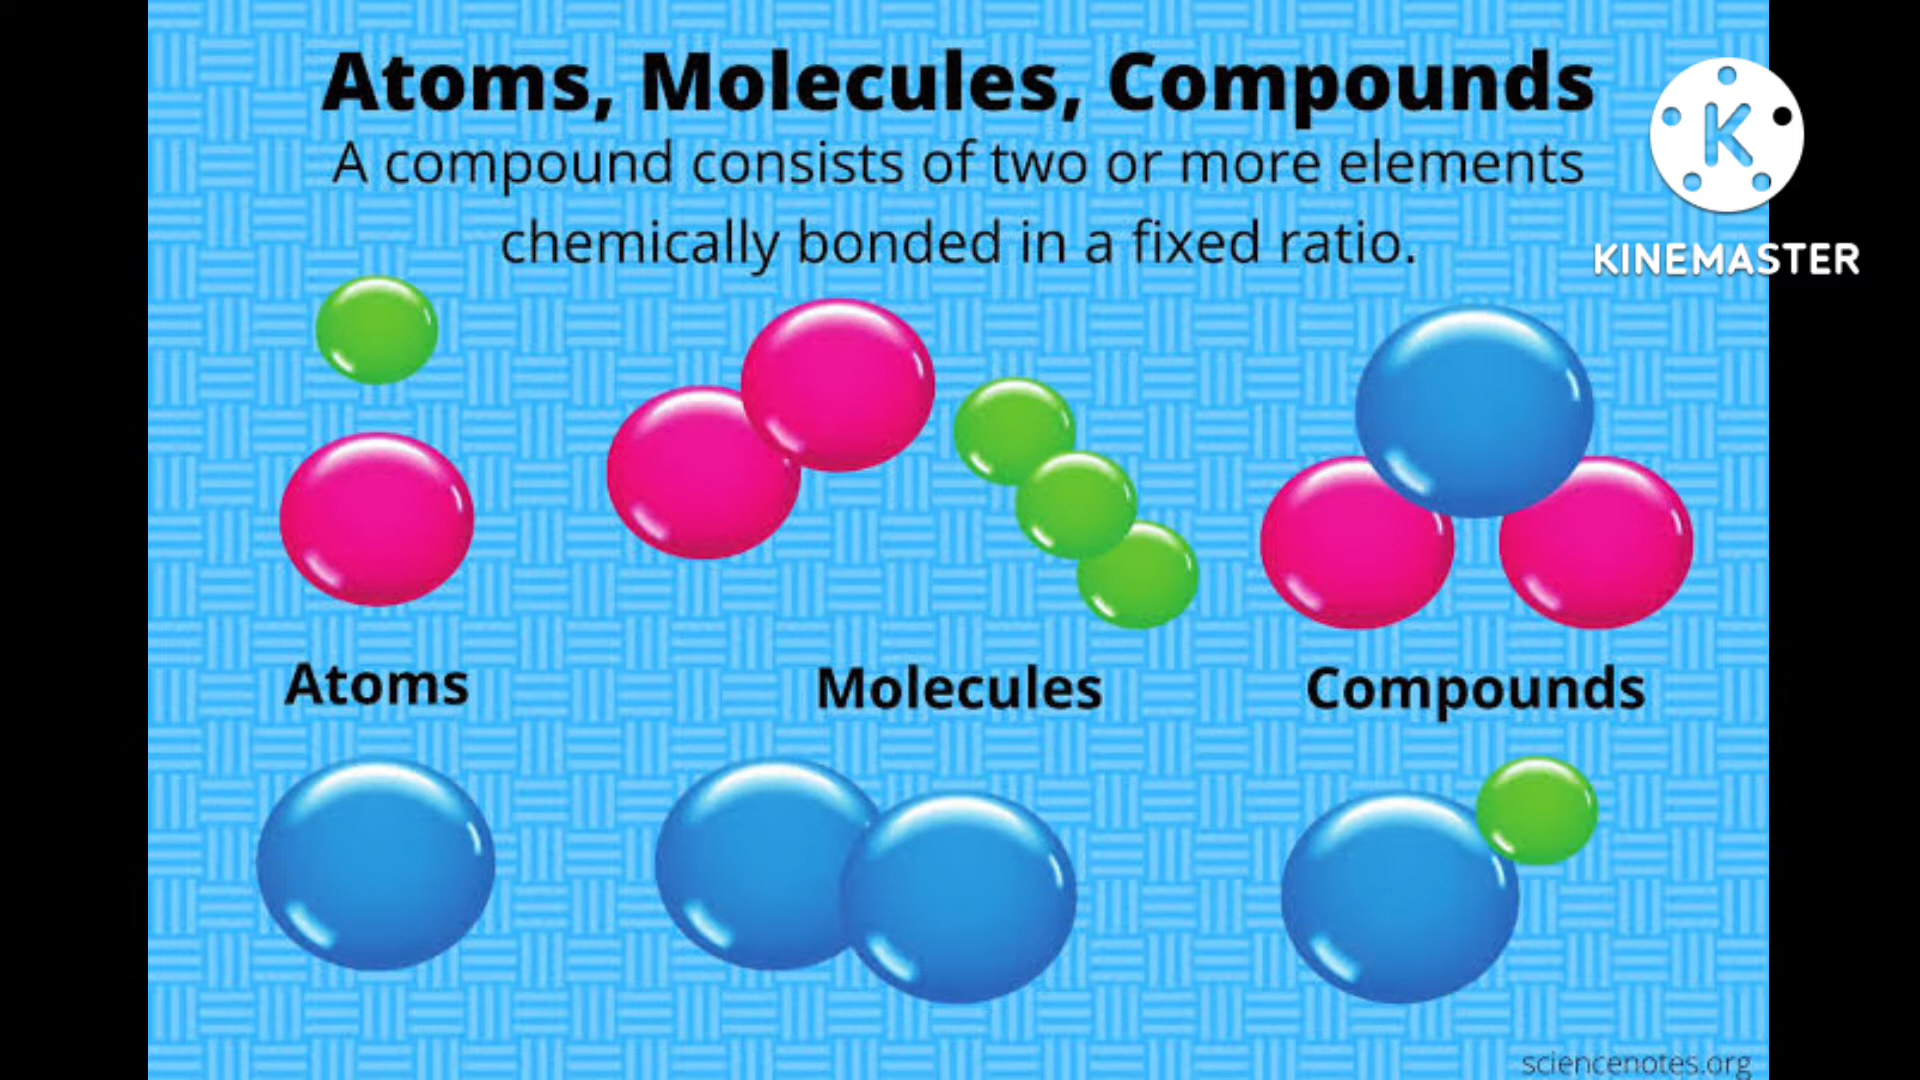 Atoms, Molecules, Compounds
A compound consists of two or more elements
chemically bonded in a fixed ratio.
K
KINEMASTER
Atoms
Molecules
Compounds
sciencenotes.org